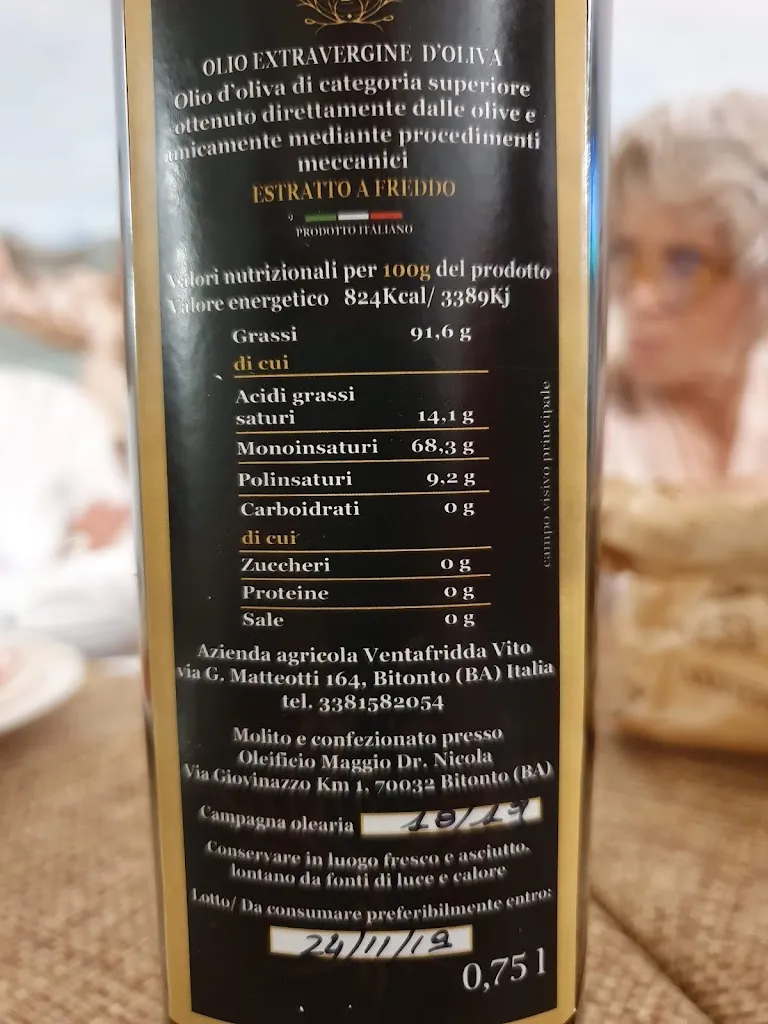 OLIO EXTRAVERGINE D'OLIVA
Olio d'oliva di categoria superiore
ottenuto direttamente dalle olive e
unicamente mediante procedimenti
meccanici
ESTRATTO A FREDDO
PRODOTTO ITALIANO
Valori nutrizionali per 100g del prodotto
Valore energetico 824Kcal/ 3389Kj
Grassi 91,6 g
di cui
Acidi grassi
saturi 14,1 g
Monoinsaturi 68,3 g
Polinsaturi 9,2 g
Carboidrati 0 g
di cui
Zuccheri 0 g
Proteine 0 g
Sale 0 g
campo visivo principale
Azienda agricola Ventafridda Vito
via G. Matteotti 164, Bitonto (BA) Italia
tel. 3381582054
Molito e confezionato presso
Oleificio Maggio Dr. Nicola
Via Giovinazzo Km 1, 70032 Bitonto (BA)
Campagna olearia 18/19
Conservare in luogo fresco e asciutto,
lontano da fonti di luce e calore
Lotto/ Da consumare preferibilmente entro:
24/11/19
0,75 l